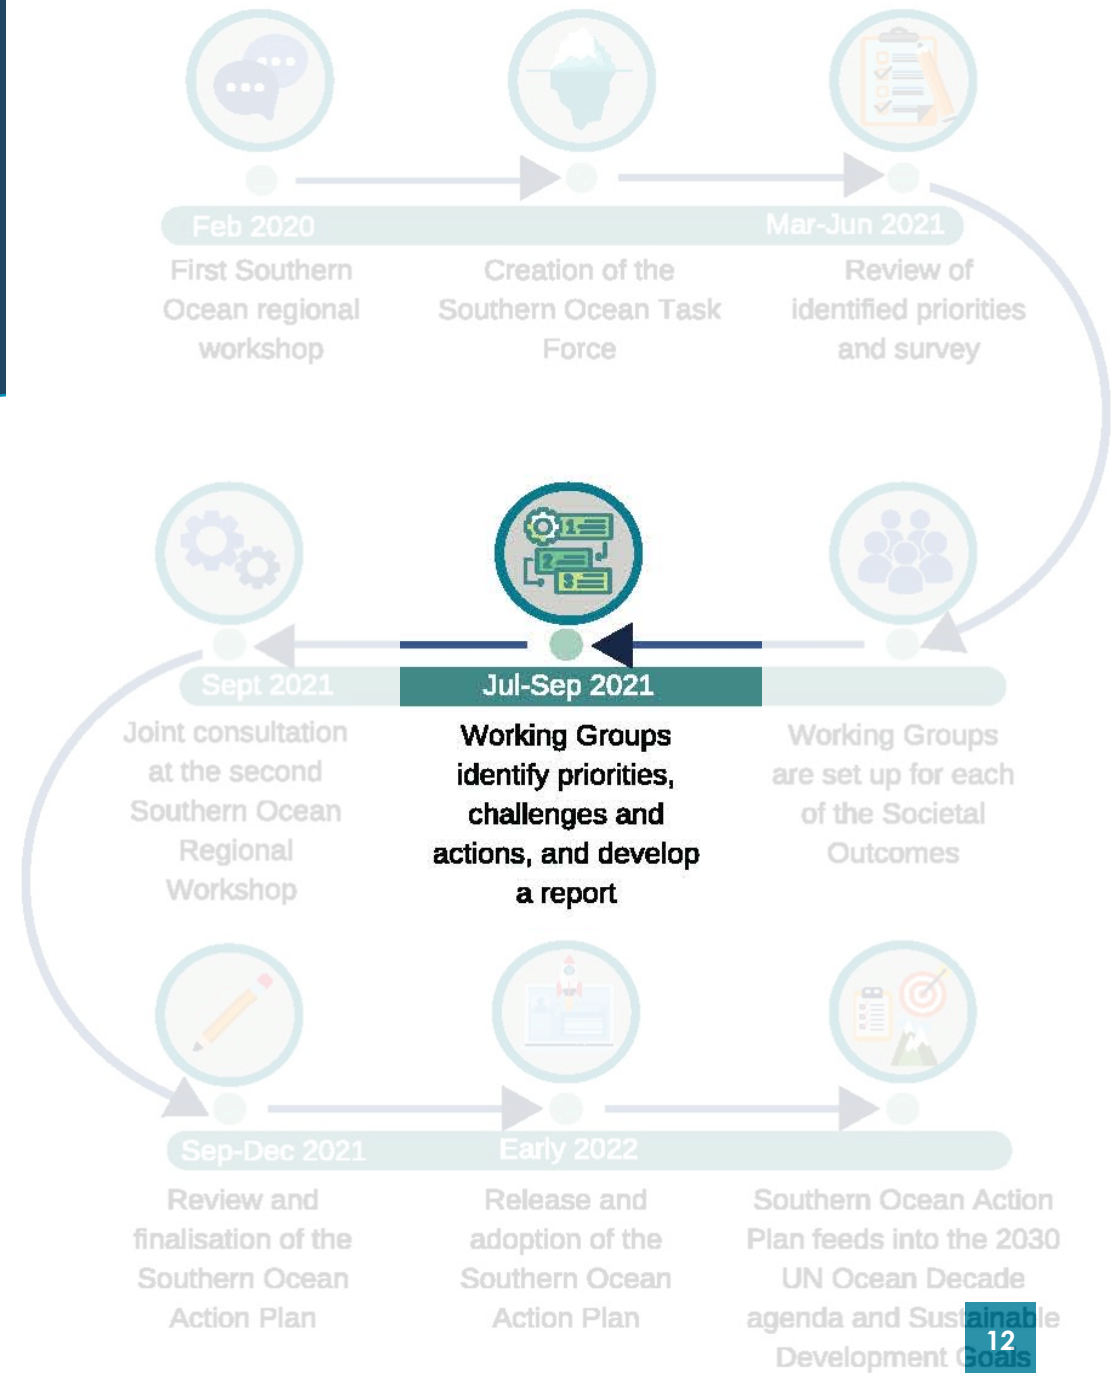 Feb 2020
Mar-Jun 2021
First Southern
Ocean regional
workshop
Creation of the
Southern Ocean Task
Force
Review of
identified priorities
and survey
1
2
3
Sept 2021
Jul-Sep 2021
Joint consultation
at the second
Southern Ocean
Regional
Workshop
Working Groups
identify priorities,
challenges and
actions, and develop
a report
Working Groups
are set up for each
of the Societal
Outcomes
Sep-Dec 2021
Early 2022
Review and
finalisation of the
Southern Ocean
Action Plan
Release and
adoption of the
Southern Ocean
Action Plan
Southern Ocean Action
Plan feeds into the 2030
UN Ocean Decade
agenda and Sustainable
Development Goals
12